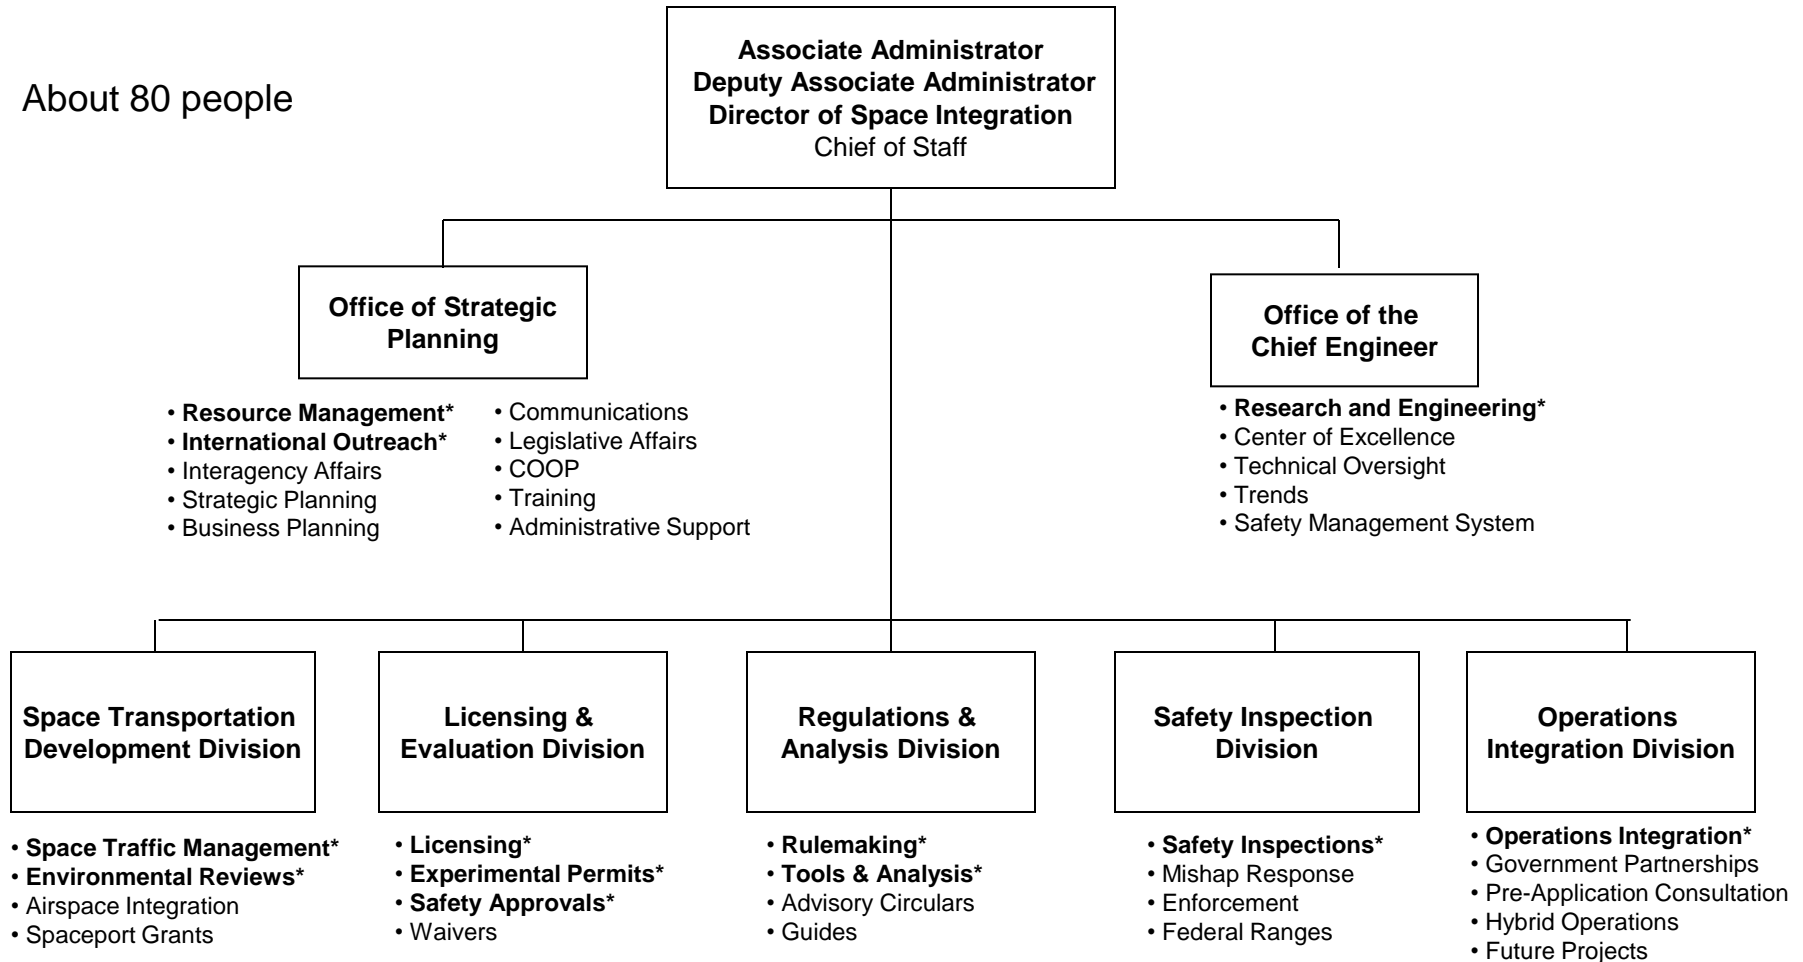 About 80 people
Associate Administrator
Deputy Associate Administrator
Director of Space Integration
Chief of Staff
Office of Strategic
Planning
• Resource Management*
• International Outreach*
• Interagency Affairs
• Strategic Planning
• Business Planning
• Communications
• Legislative Affairs
• COOP
• Training
• Administrative Support
Office of the
Chief Engineer
• Research and Engineering*
• Center of Excellence
• Technical Oversight
• Trends
• Safety Management System
Space Transportation
Development Division
• Space Traffic Management*
• Environmental Reviews*
• Airspace Integration
• Spaceport Grants
Licensing &
Evaluation Division
• Licensing*
• Experimental Permits*
• Safety Approvals*
• Waivers
Regulations &
Analysis Division
• Rulemaking*
• Tools & Analysis*
• Advisory Circulars
• Guides
Safety Inspection
Division
• Safety Inspections*
• Mishap Response
• Enforcement
• Federal Ranges
Operations
Integration Division
• Operations Integration*
• Government Partnerships
• Pre-Application Consultation
• Hybrid Operations
• Future Projects